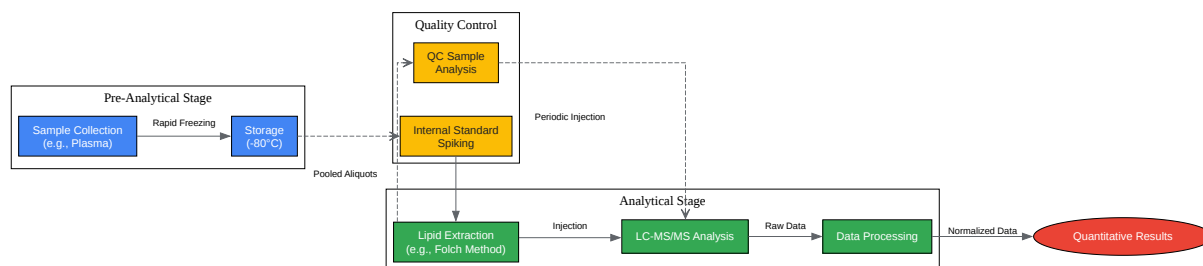 Quality Control
QC Sample
Analysis
Pre-Analytical Stage
Sample Collection
(e.g., Plasma)
Rapid Freezing
Storage
(-80°C)
Internal Standard
Spiking
Periodic Injection
Pooled Aliquots
Analytical Stage
Lipid Extraction
(e.g., Folch Method)
Injection
LC-MS/MS Analysis
Raw Data
Data Processing
Normalized Data
Quantitative Results